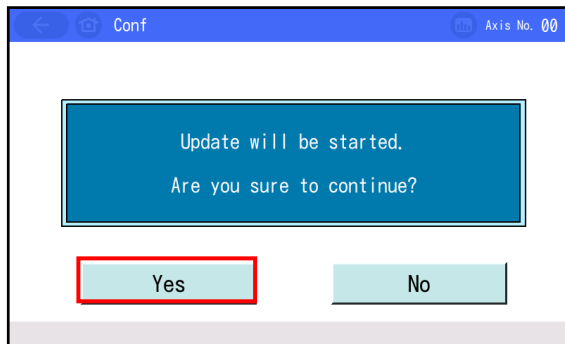 Conf
Axis No. 00
Update will be started.
Are you sure to continue?
Yes
No